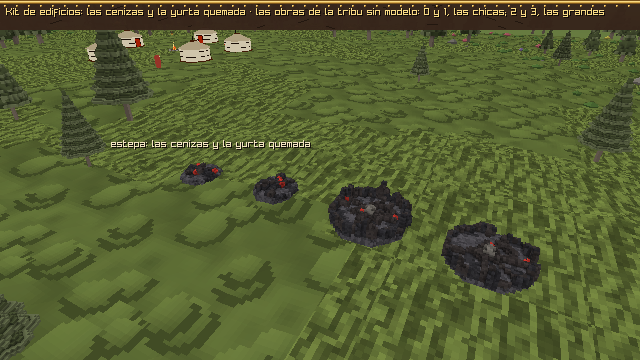 Kit de edificios: las cenizas y la yurta quemada · las obras de la tribu sin modelo: 0 y 1, las chicas, 2 y 3, las grandes
estepa: las cenizas y la yurta quemada